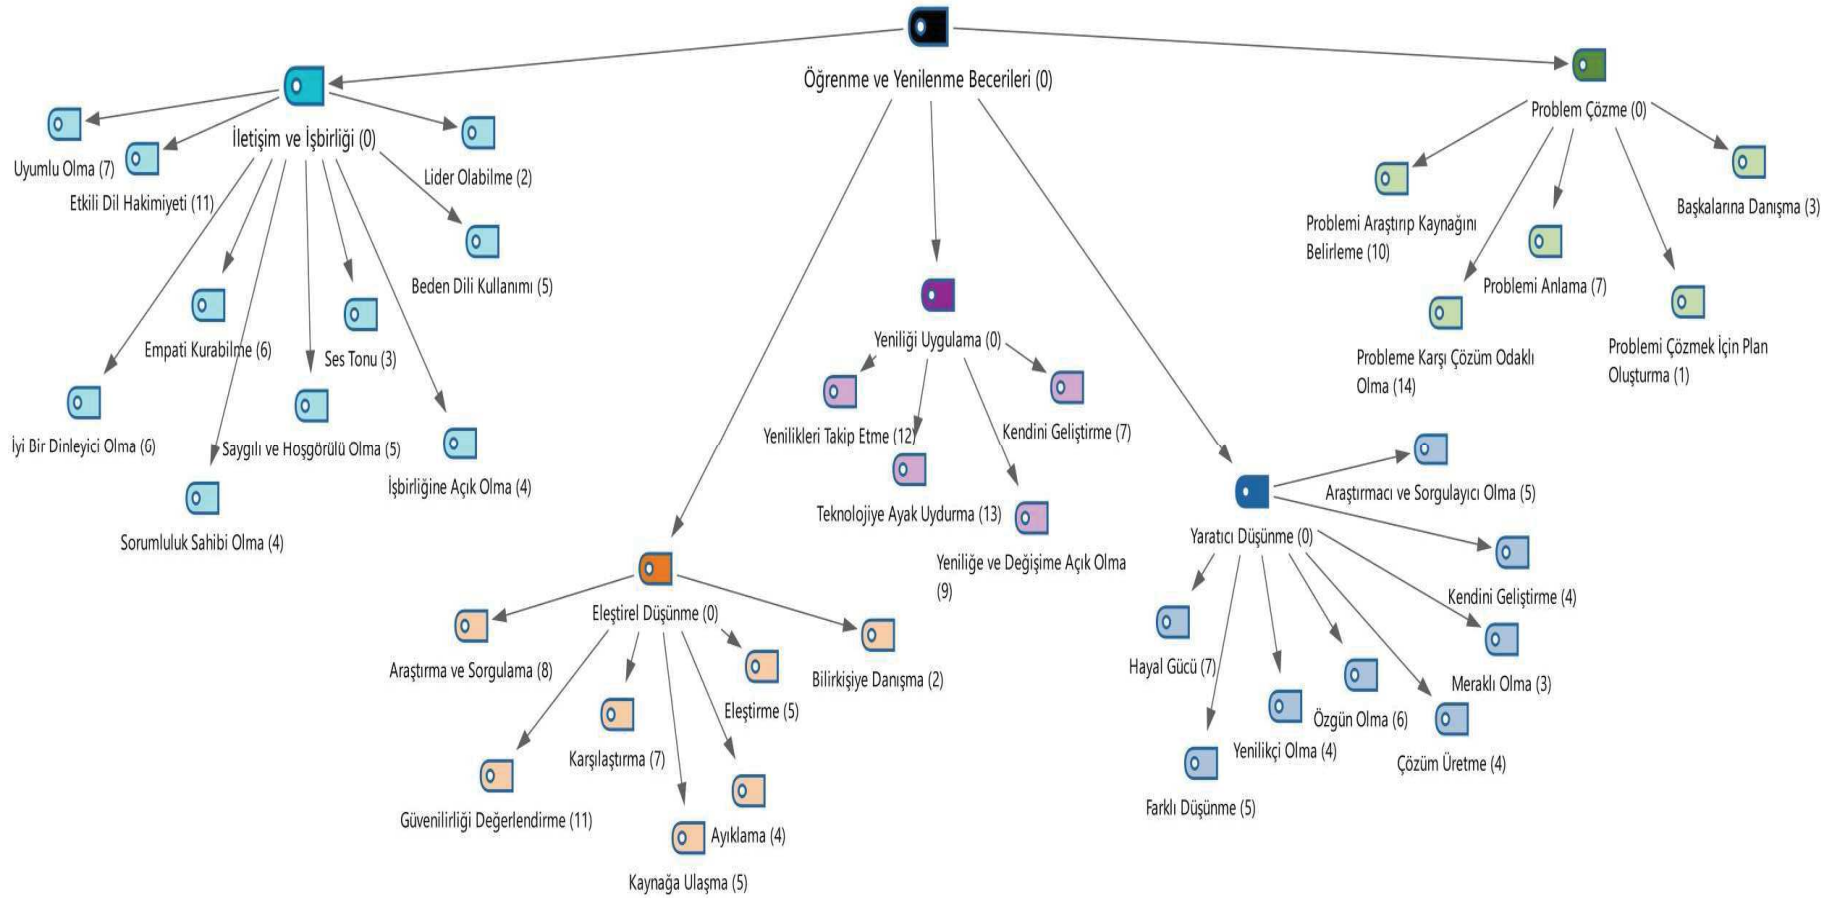 Öğrenme ve Yenilenme Becerileri (0)
İletişim ve İşbirliği (0)
Uyumlu Olma (7)
Etkili Dil Hakimiyeti (11)
Lider Olabilme (2)
Beden Dili Kullanımı (5)
Empati Kurabilme (6)
Ses Tonu (3)
İyi Bir Dinleyici Olma (6)
Saygılı ve Hoşgörülü Olma (5)
İşbirliğine Açık Olma (4)
Sorumluluk Sahibi Olma (4)
Eleştirel Düşünme (0)
Araştırma ve Sorgulama (8)
Bilirkişiye Danışma (2)
Eleştirme (5)
Karşılaştırma (7)
Güvenilirliği Değerlendirme (11)
Ayıklama (4)
Kaynağa Ulaşma (5)
Yeniliği Uygulama (0)
Yenilikleri Takip Etme (12)
Kendini Geliştirme (7)
Teknolojiye Ayak Uydurma (13)
Yeniliğe ve Değişime Açık Olma
(9)
Yaratıcı Düşünme (0)
Araştırmacı ve Sorgulayıcı Olma (5)
Kendini Geliştirme (4)
Meraklı Olma (3)
Hayal Gücü (7)
Özgün Olma (6)
Yenilikçi Olma (4)
Çözüm Üretme (4)
Farklı Düşünme (5)
Problem Çözme (0)
Başkalarına Danışma (3)
Problemi Araştırıp Kaynağını
Belirleme (10)
Problemi Anlama (7)
Probleme Karşı Çözüm Odaklı
Olma (14)
Problemi Çözmek İçin Plan
Oluşturma (1)